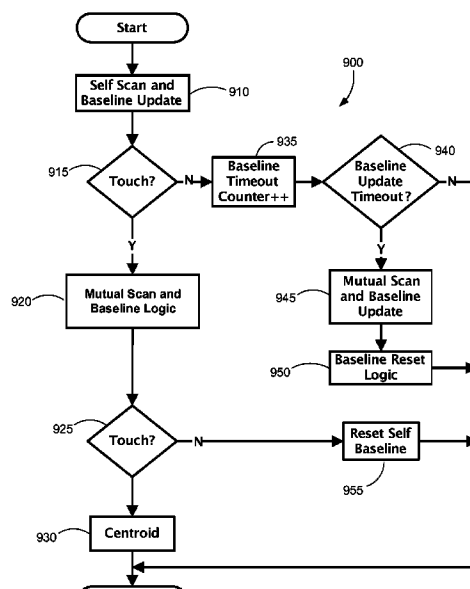 Start
Self Scan and
Baseline Update
910
900
915
Touch?
N
935
Baseline
Timeout
Counter++
940
Baseline
Update
Timeout?
N
Y
Y
920
Mutual Scan and
Baseline Logic
945
Mutual Scan
and Baseline
Update
950
Baseline Reset
Logic
925
Touch?
N
Reset Self
Baseline
955
930
Centroid